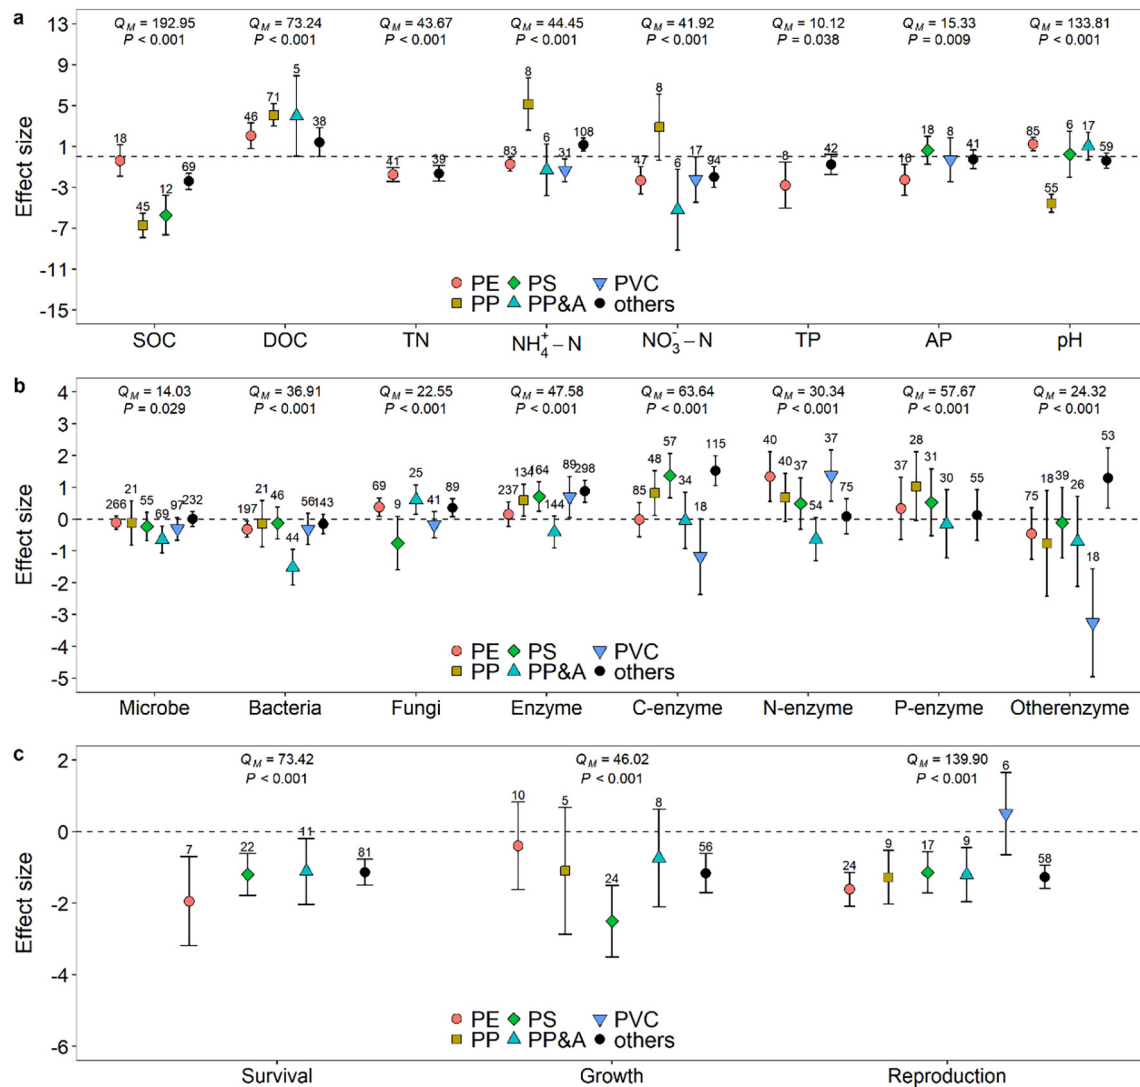 a
Q_M = 192.95 Q_M = 73.24 Q_M = 43.67 Q_M = 44.45 Q_M = 41.92 Q_M = 10.12 Q_M = 15.33 Q_M = 133.81
P < 0.001 P < 0.001 P < 0.001 P < 0.001 P < 0.001 P = 0.038 P = 0.009 P < 0.001
Effect size
13
9
5
1
-3
-7
-11
-15
18 45 12 69
46 71 5 38
41 39
83 8 6 31 108
47 8 6 17 94
8 42
16 18 8 41
85 55 6 17 59
PE PS PVC
PP PP&A others
SOC DOC TN NH₄⁺−N NO₃−N TP AP pH
b
Q_M = 14.03 Q_M = 36.91 Q_M = 22.55 Q_M = 47.58 Q_M = 63.64 Q_M = 30.34 Q_M = 57.67 Q_M = 24.32
P = 0.029 P < 0.001 P < 0.001 P < 0.001 P < 0.001 P < 0.001 P < 0.001 P < 0.001
Effect size
4
3
2
1
0
-1
-2
-3
-4
-5
266 21 55 69 97 232
197 21 46 44 56 143
69 9 25 41 89
237 134 164 144 89 298
85 48 57 34 18 115
40 40 37 54 37 75
37 28 31 30 55
75 18 39 26 18 53
PE PS PVC
PP PP&A others
Microbe Bacteria Fungi Enzyme C-enzyme N-enzyme P-enzyme Otherenzyme
c
Q_M = 73.42 Q_M = 46.02 Q_M = 139.90
P < 0.001 P < 0.001 P < 0.001
Effect size
2
0
-2
-4
-6
7 22 11 81
10 5 24 8 56
24 9 17 9 6 58
PE PS PVC
PP PP&A others
Survival Growth Reproduction